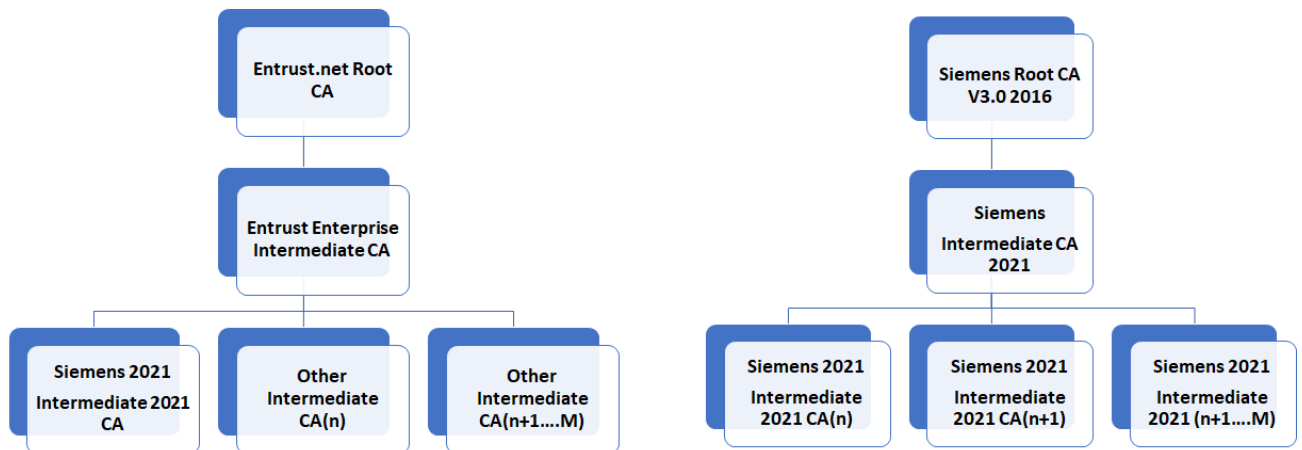 Entrust.net Root
CA
Siemens Root CA
V3.0 2016
Entrust Enterprise
Intermediate CA
Siemens
Intermediate CA
2021
Siemens 2021
Intermediate 2021
CA
Other
Intermediate
CA(n)
Other
Intermediate
CA(n+1....M)
Siemens 2021
Intermediate
2021 CA(n)
Siemens 2021
Intermediate
2021 CA(n+1)
Siemens 2021
Intermediate
2021 (n+1....M)